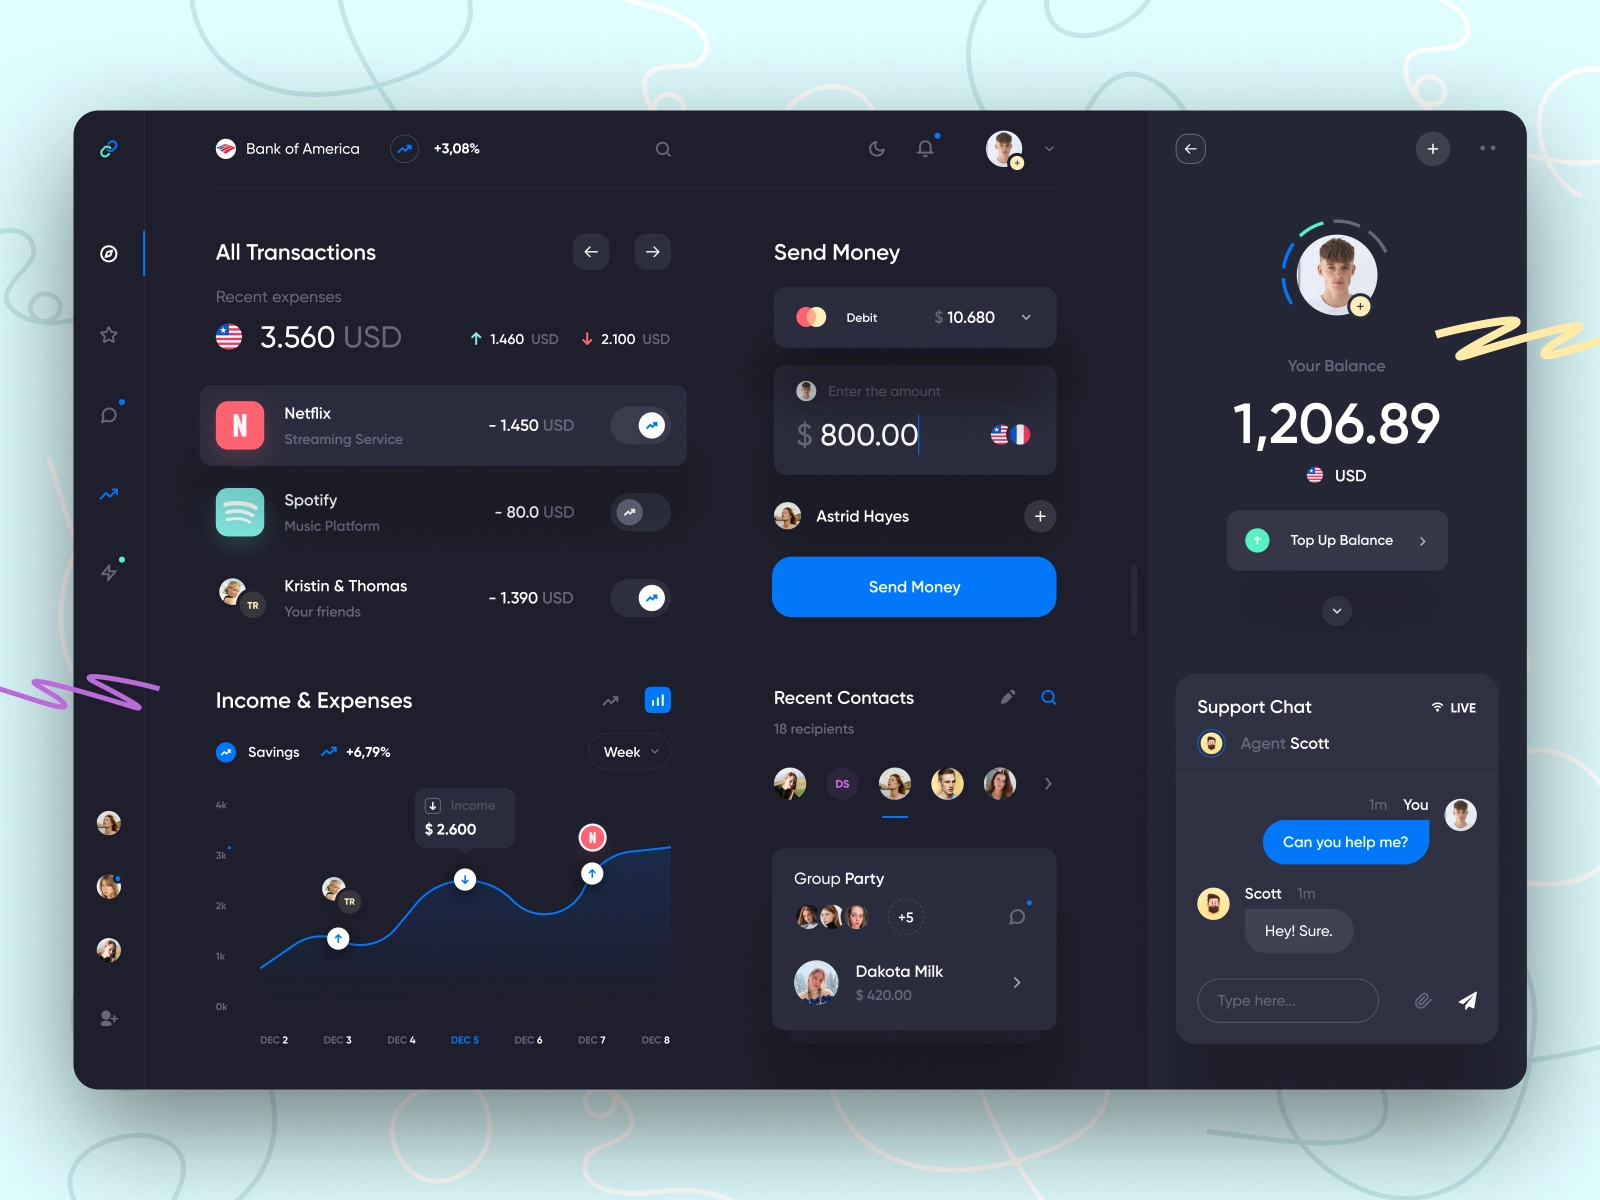 Bank of America
+3,08%
All Transactions
Recent expenses
3.560 USD
1.460 USD
2.100 USD
N
Netflix
Streaming Service
- 1.450 USD
Spotify
Music Platform
- 80.0 USD
TR
Kristin & Thomas
Your friends
- 1.390 USD
Send Money
Debit
$ 10.680
Enter the amount
$ 800.00
Astrid Hayes
Send Money
Income & Expenses
Savings
+6,79%
Week
4k
3k
2k
1k
0k
Income
$ 2.600
N
TR
DEC 2
DEC 3
DEC 4
DEC 5
DEC 6
DEC 7
DEC 8
Recent Contacts
18 recipients
DS
Group Party
+5
Dakota Milk
$ 420.00
Your Balance
1,206.89
USD
Top Up Balance
Support Chat
LIVE
Agent Scott
1m You
Can you help me?
Scott 1m
Hey! Sure.
Type here...